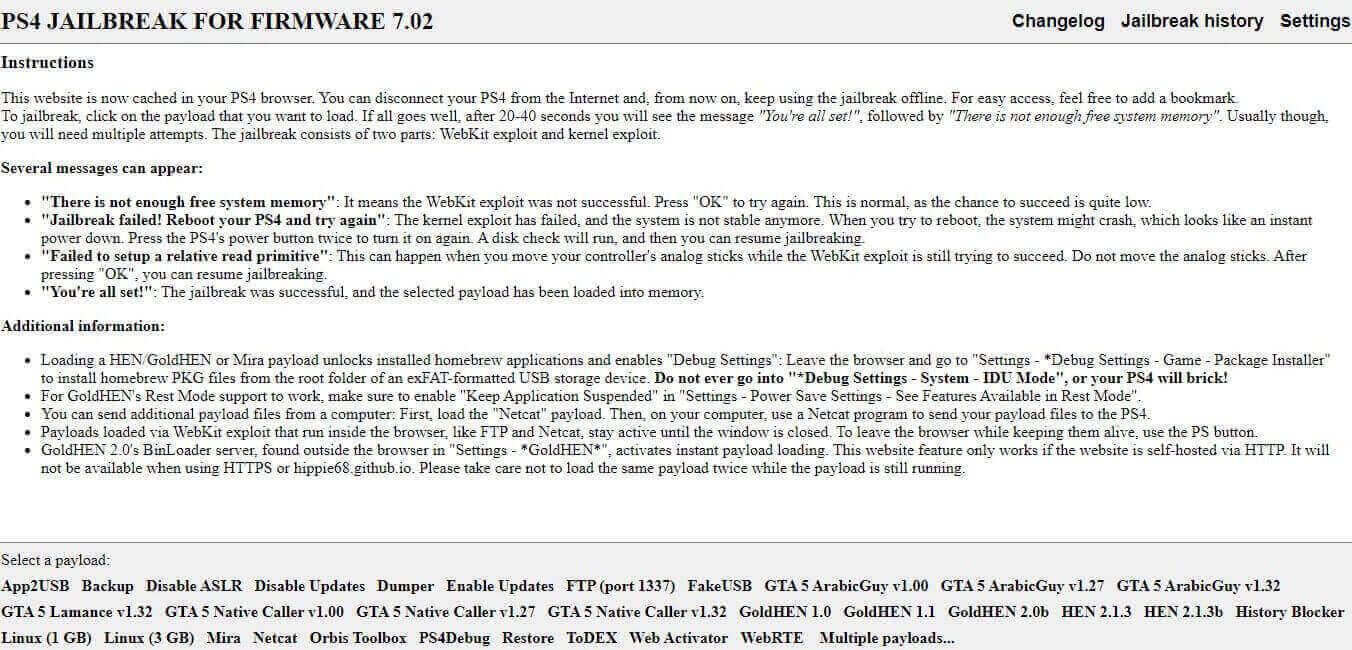 PS4 JAILBREAK FOR FIRMWARE 7.02 Changelog Jailbreak history Settings
Instructions
This website is now cached in your PS4 browser. You can disconnect your PS4 from the Internet and, from now on, keep using the jailbreak offline. For easy access, feel free to add a bookmark.
To jailbreak, click on the payload that you want to load. If all goes well, after 20-40 seconds you will see the message "You're all set!", followed by "There is not enough free system memory". Usually though,
you will need multiple attempts. The jailbreak consists of two parts: WebKit exploit and kernel exploit.
Several messages can appear:
• "There is not enough free system memory": It means the WebKit exploit was not successful. Press "OK" to try again. This is normal, as the chance to succeed is quite low.
• "Jailbreak failed! Reboot your PS4 and try again": The kernel exploit has failed, and the system is not stable anymore. When you try to reboot, the system might crash, which looks like an instant
power down. Press the PS4's power button twice to turn it on again. A disk check will run, and then you can resume jailbreaking.
• "Failed to setup a relative read primitive": This can happen when you move your controller's analog sticks while the WebKit exploit is still trying to succeed. Do not move the analog sticks. After
pressing "OK", you can resume jailbreaking.
• "You're all set!": The jailbreak was successful, and the selected payload has been loaded into memory.
Additional information:
• Loading a HEN/GoldHEN or Mira payload unlocks installed homebrew applications and enables "Debug Settings": Leave the browser and go to "Settings - *Debug Settings - Game - Package Installer"
to install homebrew PKG files from the root folder of an exFAT-formatted USB storage device. Do not ever go into "*Debug Settings - System - IDU Mode", or your PS4 will brick!
• For GoldHEN's Rest Mode support to work, make sure to enable "Keep Application Suspended" in "Settings - Power Save Settings - See Features Available in Rest Mode".
• You can send additional payload files from a computer: First, load the "Netcat" payload. Then, on your computer, use a Netcat program to send your payload files to the PS4.
• Payloads loaded via WebKit exploit that run inside the browser, like FTP and Netcat, stay active until the window is closed. To leave the browser while keeping them alive, use the PS button.
• GoldHEN 2.0's BinLoader server, found outside the browser in "Settings - *GoldHEN*", activates instant payload loading. This website feature only works if the website is self-hosted via HTTP. It will
not be available when using HTTPS or hippie68.github.io. Please take care not to load the same payload twice while the payload is still running.
Select a payload:
App2USB Backup Disable ASLR Disable Updates Dumper Enable Updates FTP (port 1337) FakeUSB GTA 5 ArabicGuy v1.00 GTA 5 ArabicGuy v1.27 GTA 5 ArabicGuy v1.32
GTA 5 Lamance v1.32 GTA 5 Native Caller v1.00 GTA 5 Native Caller v1.27 GTA 5 Native Caller v1.32 GoldHEN 1.0 GoldHEN 1.1 GoldHEN 2.0b HEN 2.1.3 HEN 2.1.3b History Blocker
Linux (1 GB) Linux (3 GB) Mira Netcat Orbis Toolbox PS4Debug Restore ToDEX Web Activator WebRTE Multiple payloads...